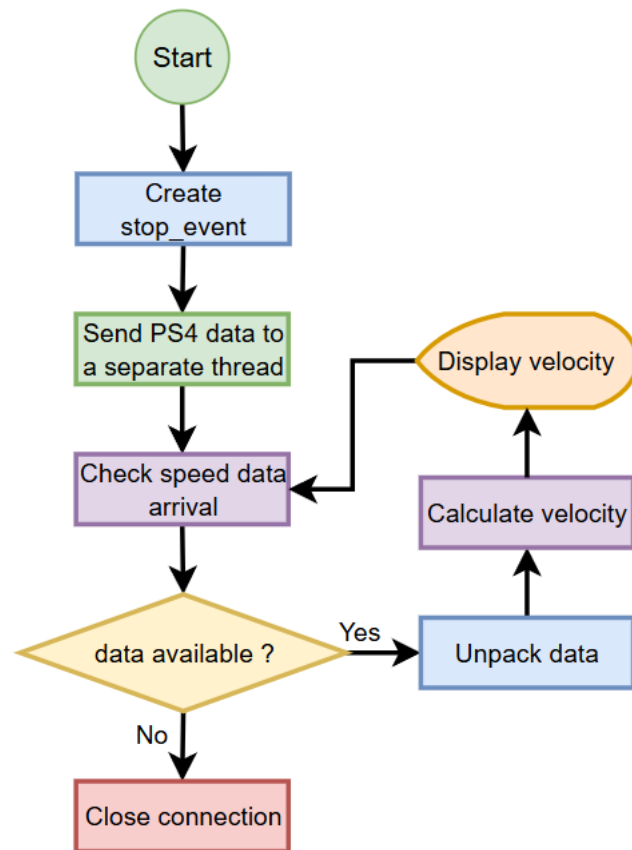 Start
Create
stop_event
Send PS4 data to
a separate thread
Display velocity
Check speed data
arrival
Calculate velocity
data available ?
Yes
Unpack data
No
Close connection